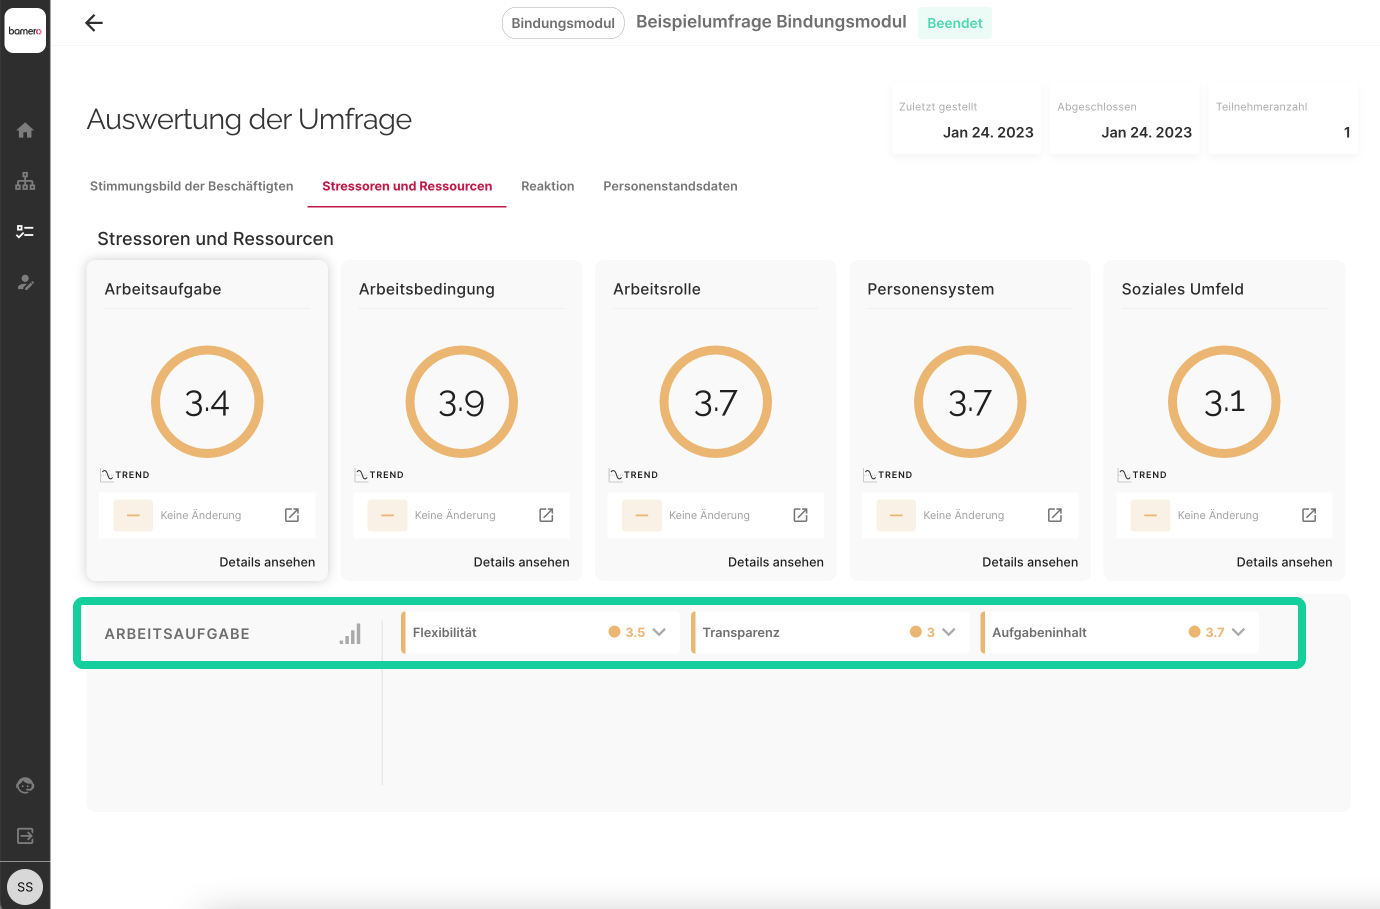 barnero
Bindungsmodul Beispielumfrage Bindungsmodul Beendet
Auswertung der Umfrage
Zuletzt gestellt
Jan 24. 2023
Abgeschlossen
Jan 24. 2023
Teilnehmeranzahl
1
Stimmungsbild der Beschäftigten Stressoren und Ressourcen Reaktion Personenstandsdaten
Stressoren und Ressourcen
Arbeitsaufgabe
3.4
TREND
Keine Änderung
Details ansehen
Arbeitsbedingung
3.9
TREND
Keine Änderung
Details ansehen
Arbeitsrolle
3.7
TREND
Keine Änderung
Details ansehen
Personensystem
3.7
TREND
Keine Änderung
Details ansehen
Soziales Umfeld
3.1
TREND
Keine Änderung
Details ansehen
ARBEITSAUFGABE
Flexibilität 3.5
Transparenz 3
Aufgabeninhalt 3.7
SS